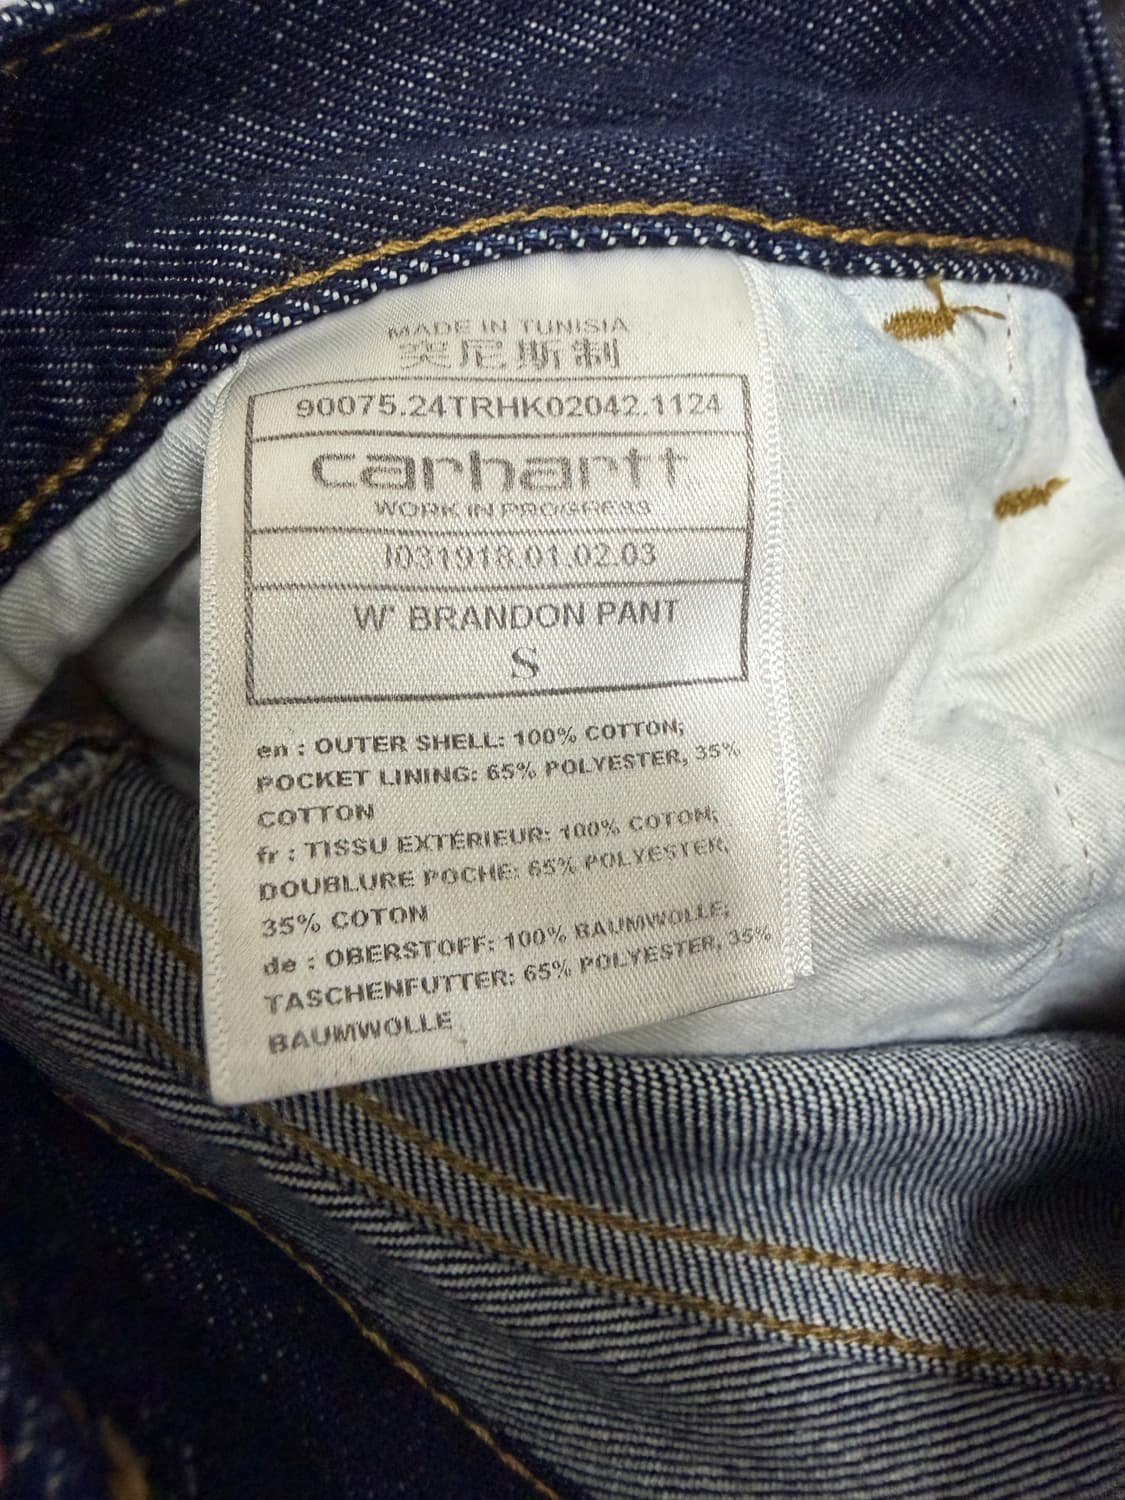 MADE IN TUNISIA
突尼斯制
90075.24TRHK02042.1124
carhartt
WORK IN PROGRESS
I031918.01.02.03
W' BRANDON PANT
S
en : OUTER SHELL: 100% COTTON;
POCKET LINING: 65% POLYESTER, 35%
COTTON
fr : TISSU EXTÉRIEUR: 100% COTON;
DOUBLURE POCHE: 65% POLYESTER,
35% COTON
de : OBERSTOFF: 100% BAUMWOLLE;
TASCHENFUTTER: 65% POLYESTER, 35%
BAUMWOLLE